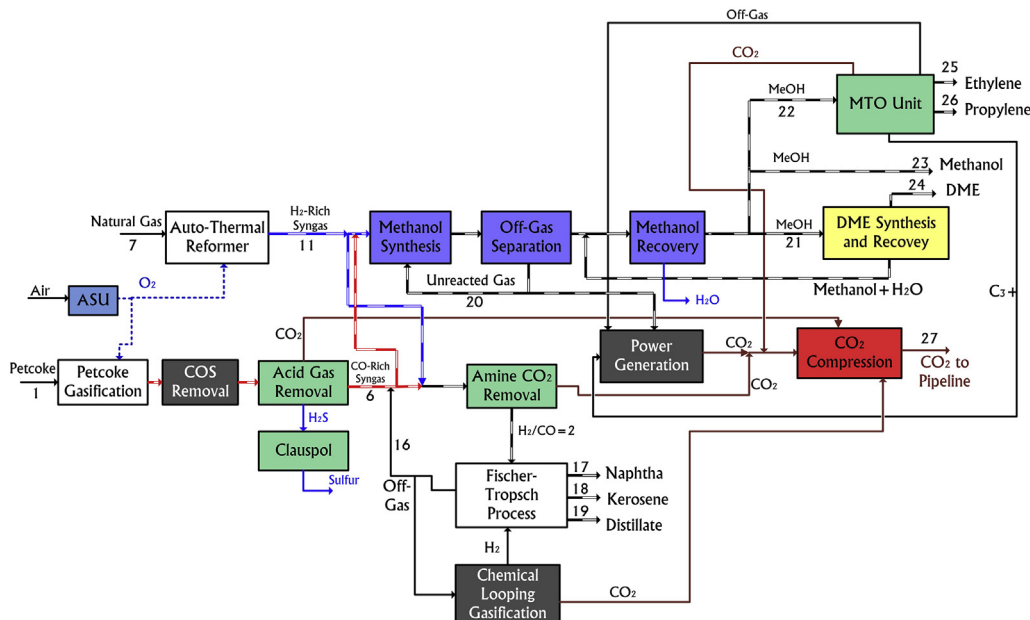 Off-Gas
CO₂
25
Ethylene
MTO Unit
26
Propylene
MeOH
22
MeOH
23
Methanol
24
DME
Natural Gas
7
Auto-Thermal
Reformer
H₂-Rich
Syngas
11
Methanol
Synthesis
Off-Gas
Separation
Methanol
Recovery
MeOH
21
DME Synthesis
and Recovey
Unreacted Gas
20
H₂O
Methanol+H₂O
C₃+
Air
ASU
O₂
CO₂
Power
Generation
CO₂
CO₂
CO₂
Compression
27
CO₂ to
Pipeline
Petcoke
1
Petcoke
Gasification
COS
Removal
Acid Gas
Removal
CO-Rich
Syngas
6
Amine CO₂
Removal
H₂S
H₂/CO=2
Clauspol
Sulfur
16
Off-
Gas
Fischer-
Tropsch
Process
17
Naphtha
18
Kerosene
19
Distillate
H₂
Chemical
Looping
Gasification
CO₂